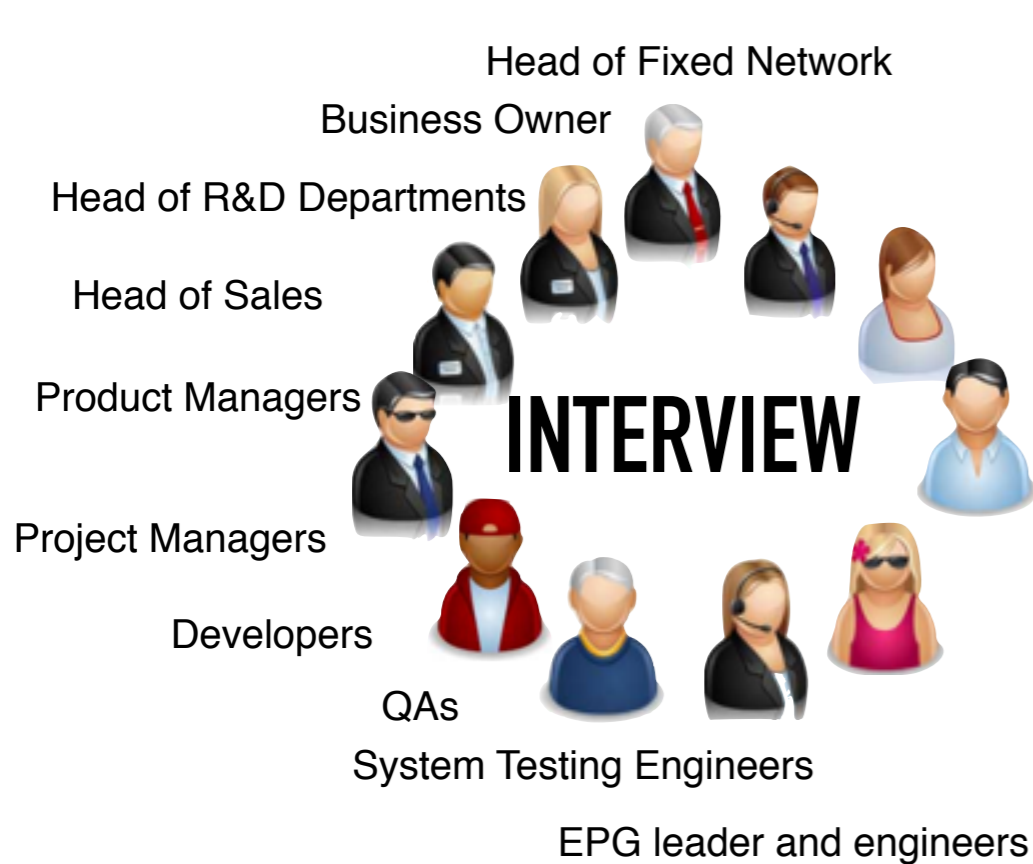 Head of Fixed Network
Business Owner
Head of R&D Departments
Head of Sales
Product Managers
INTERVIEW
Project Managers
Developers
QAs
System Testing Engineers
EPG leader and engineers